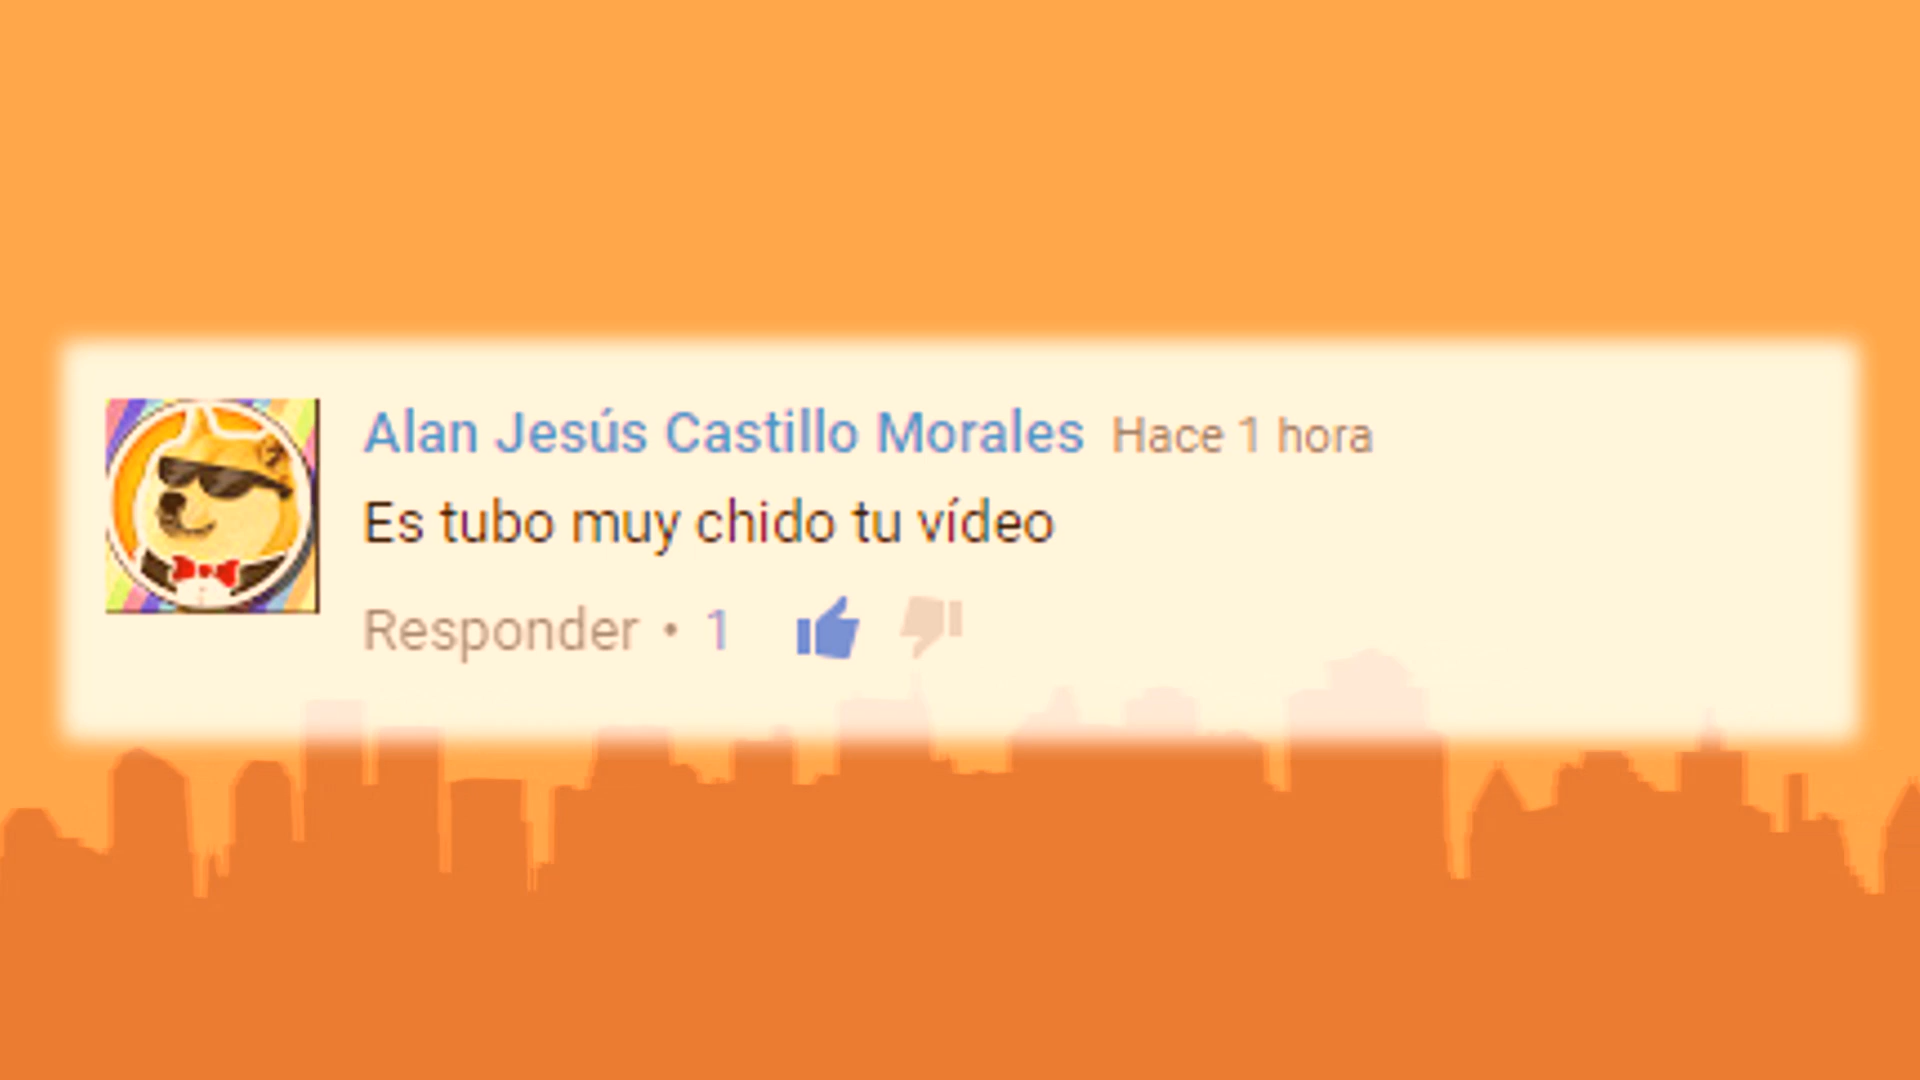 Alan Jesús Castillo Morales Hace 1 hora
Es tubo muy chido tu vídeo
Responder • 1